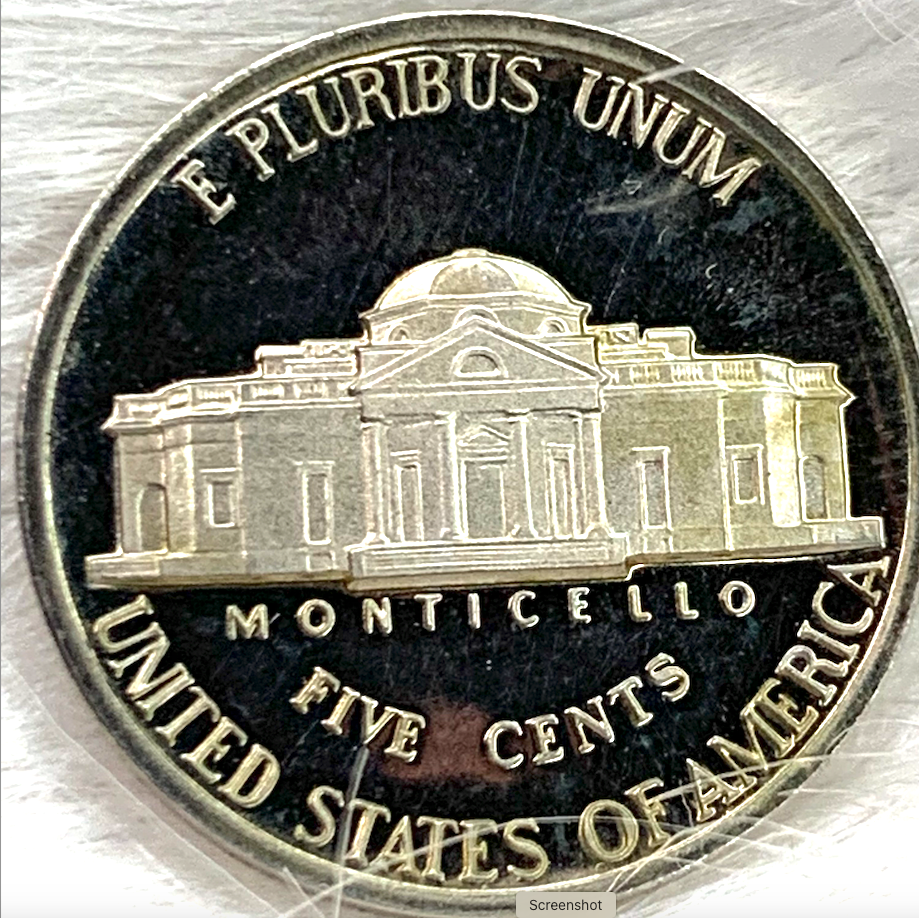 E PLURIBUS UNUM
MONTICELLO
FIVE CENTS
UNITED STATES OF AMERICA
Screenshot